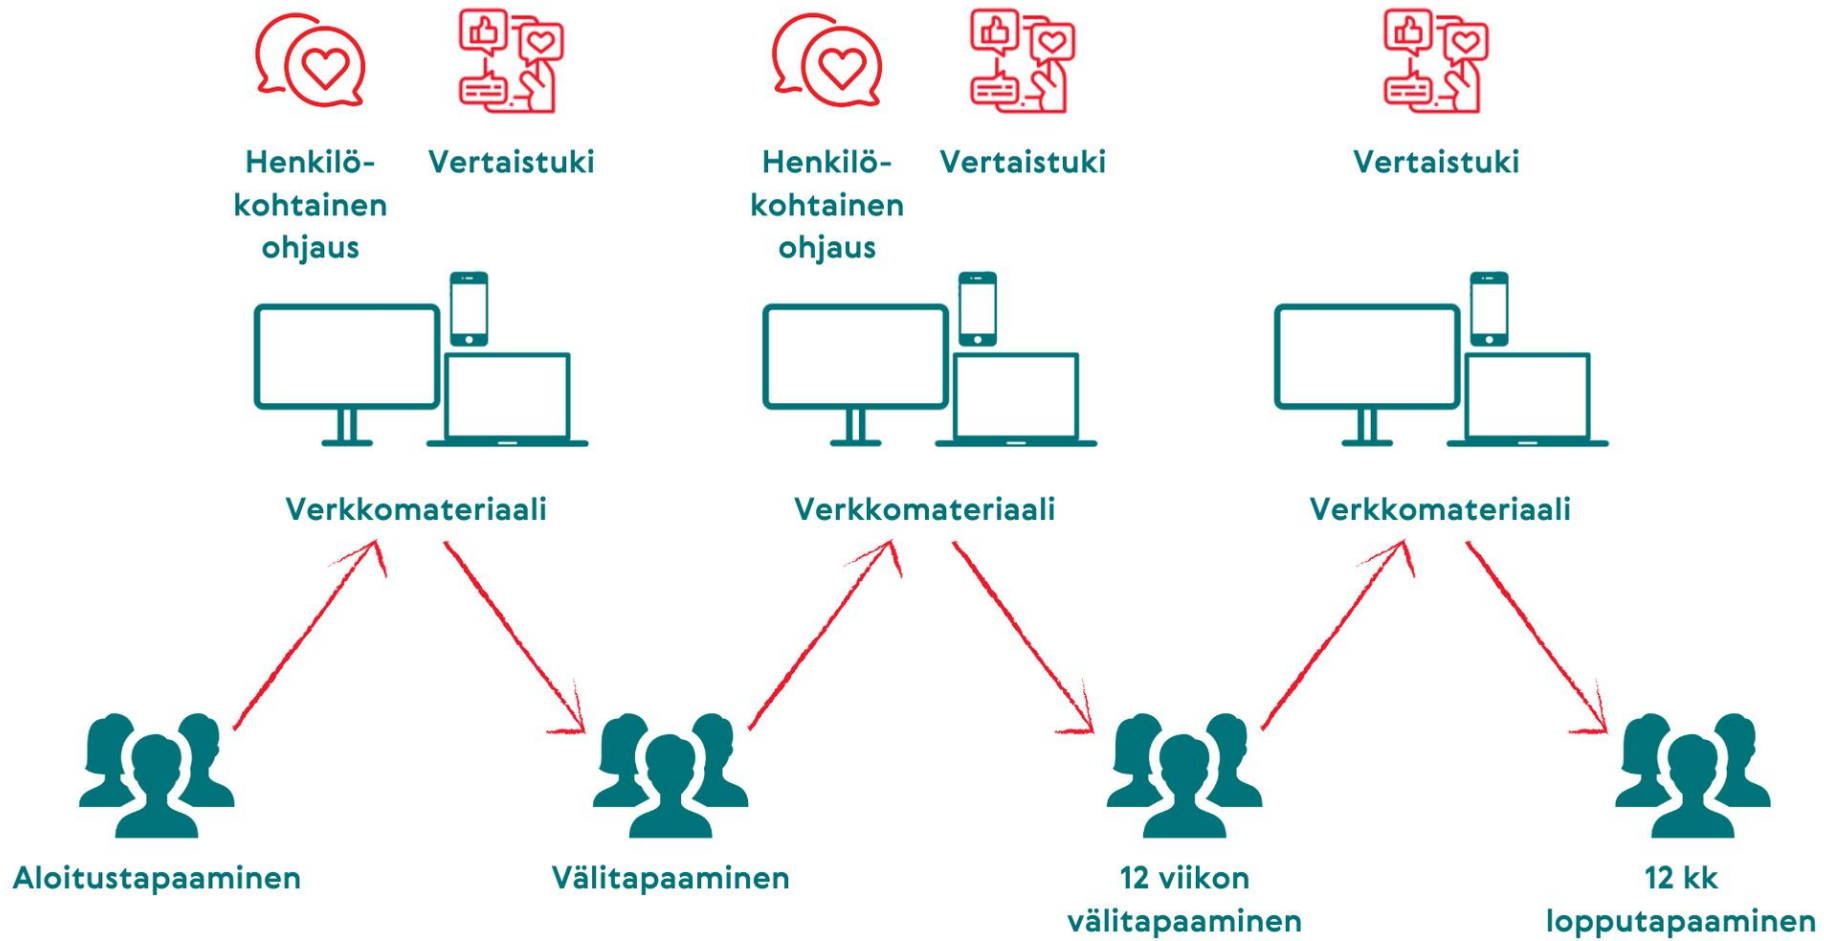 Henkilö-
kohtainen
ohjaus
Vertaistuki
Henkilö-
kohtainen
ohjaus
Vertaistuki
Vertaistuki
Verkkomateriaali
Verkkomateriaali
Verkkomateriaali
Aloitustapaaminen
Välitapaaminen
12 viikon
välitapaaminen
12 kk
lopputapaaminen